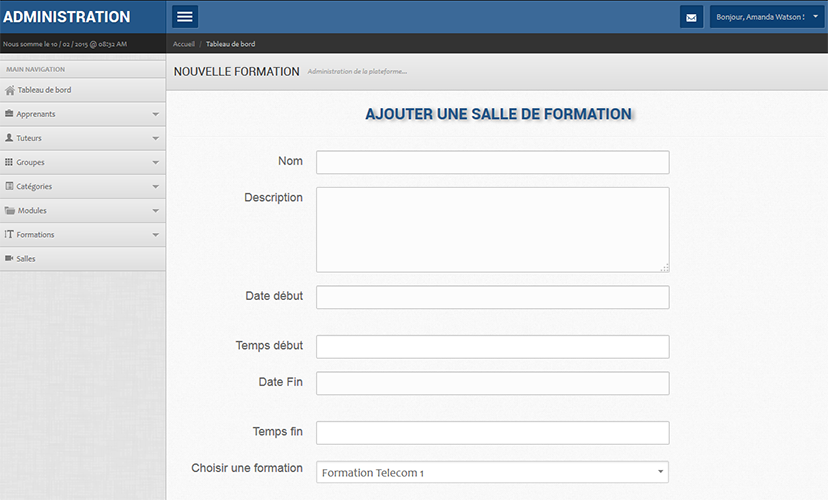 ADMINISTRATION
Bonjour, Amanda Watson
Nous somme le 10 / 02 / 2015 @ 08:32 AM
Accueil / Tableau de bord
MAIN NAVIGATION
Tableau de bord
Apprenants
Tuteurs
Groupes
Catégories
Modules
Formations
Salles
NOUVELLE FORMATION Administration de la plateforme...
AJOUTER UNE SALLE DE FORMATION
Nom
Description
Date début
Temps début
Date Fin
Temps fin
Choisir une formation Formation Telecom 1